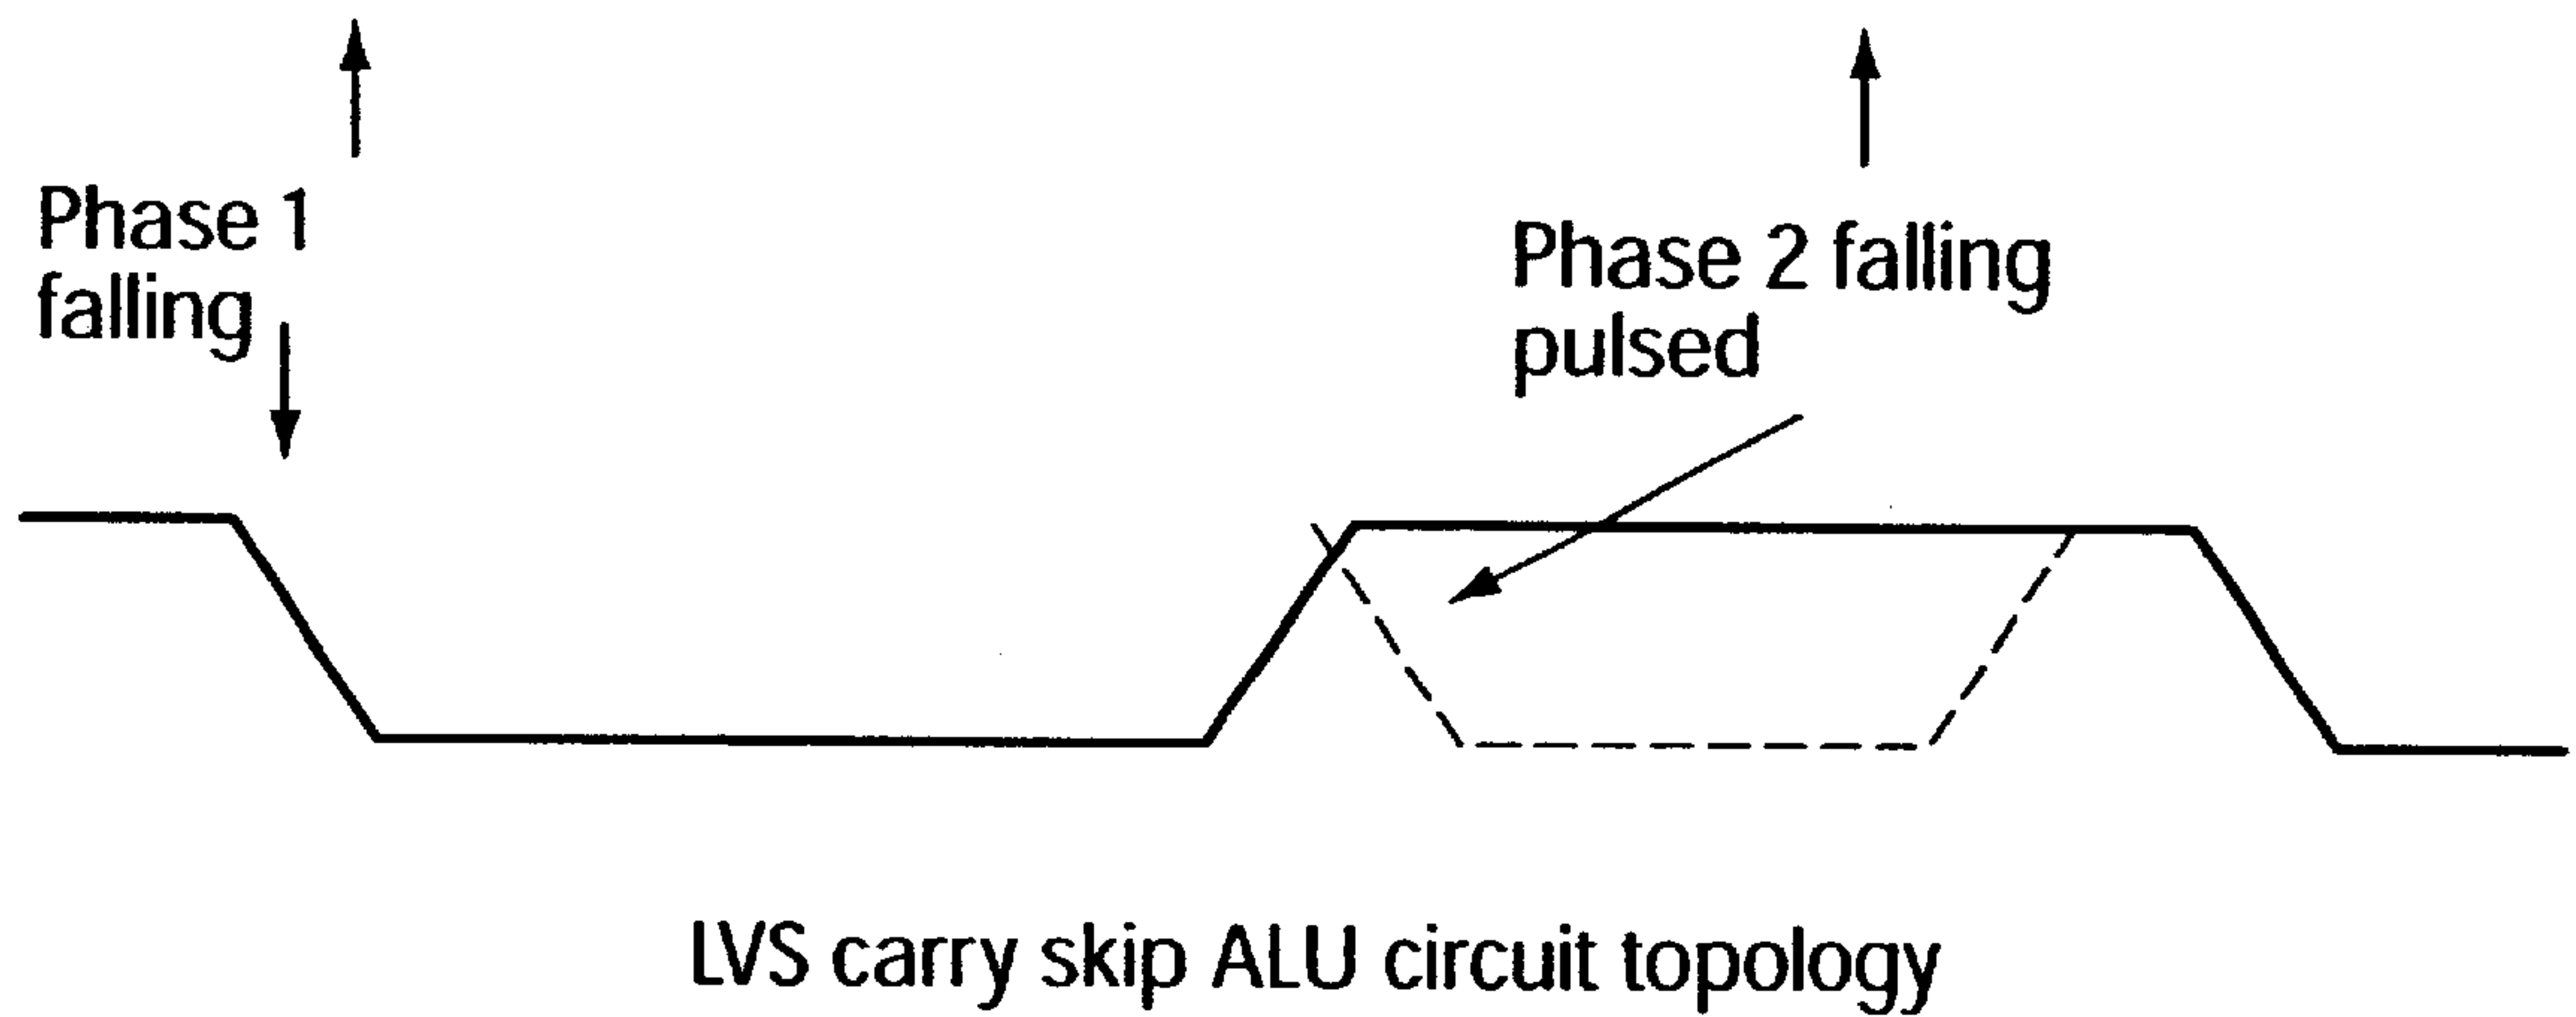 Phase 1
falling
Phase 2 falling
pulsed
LVS carry skip ALU circuit topology